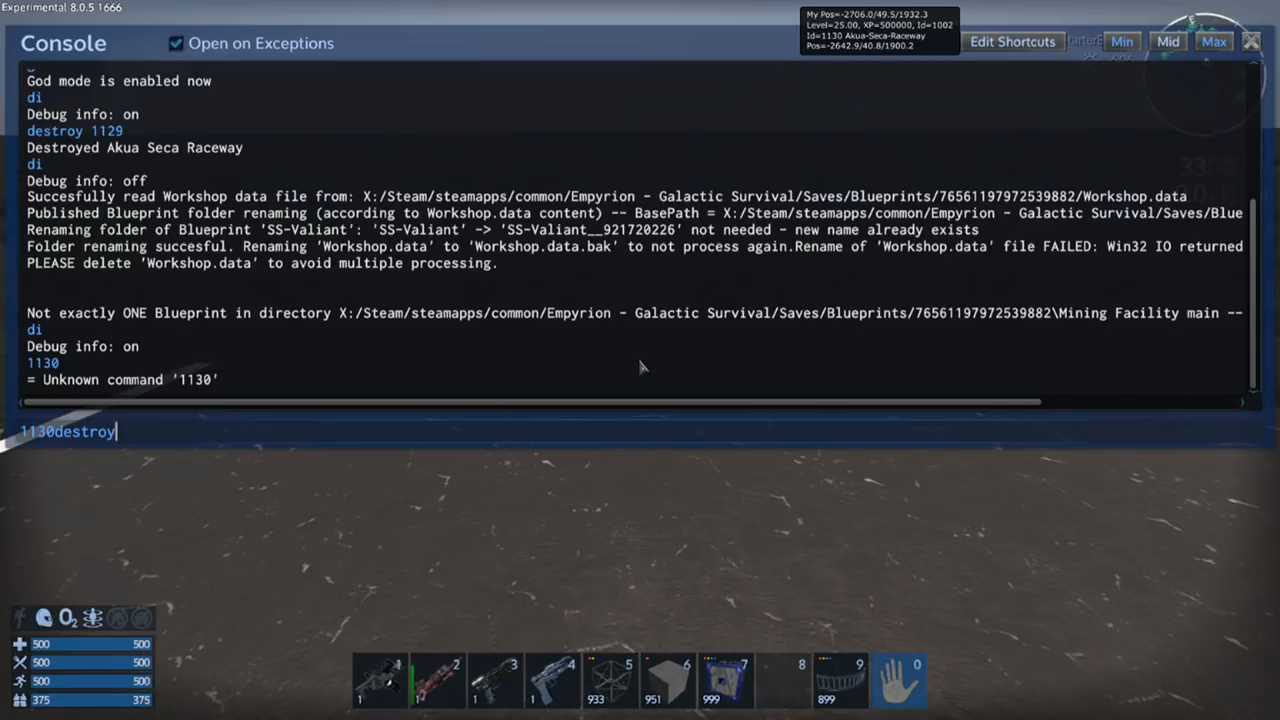 Experimental 8.0.5 1666
My Pos=-2706.0/49.5/1932.3
Level=25.00, XP=500000, Id=1002
Id=1130 Akua-Seca-Raceway
Pos=-2642.9/40.8/1900.2
Console
Open on Exceptions
Edit Shortcuts
Min
Mid
Max
God mode is enabled now
di
Debug info: on
destroy 1129
Destroyed Akua Seca Raceway
di
Debug info: off
Succesfully read Workshop data file from: X:/Steam/steamapps/common/Empyrion - Galactic Survival/Saves/Blueprints/76561197972539882/Workshop.data
Published Blueprint folder renaming (according to Workshop.data content) -- BasePath = X:/Steam/steamapps/common/Empyrion - Galactic Survival/Saves/Blue
Renaming folder of Blueprint 'SS-Valiant': 'SS-Valiant' -> 'SS-Valiant__921720226' not needed - new name already exists
Folder renaming succesful. Renaming 'Workshop.data' to 'Workshop.data.bak' to not process again.Rename of 'Workshop.data' file FAILED: Win32 IO returned
PLEASE delete 'Workshop.data' to avoid multiple processing.
Not exactly ONE Blueprint in directory X:/Steam/steamapps/common/Empyrion - Galactic Survival/Saves/Blueprints/76561197972539882\Mining Facility main --
di
Debug info: on
1130
= Unknown command '1130'
1130destroy
O2
500 500
500 500
500 500
375 375
1 2 3 4 5 6 7 8 9 0
1 1 1 1 933 951 999 899